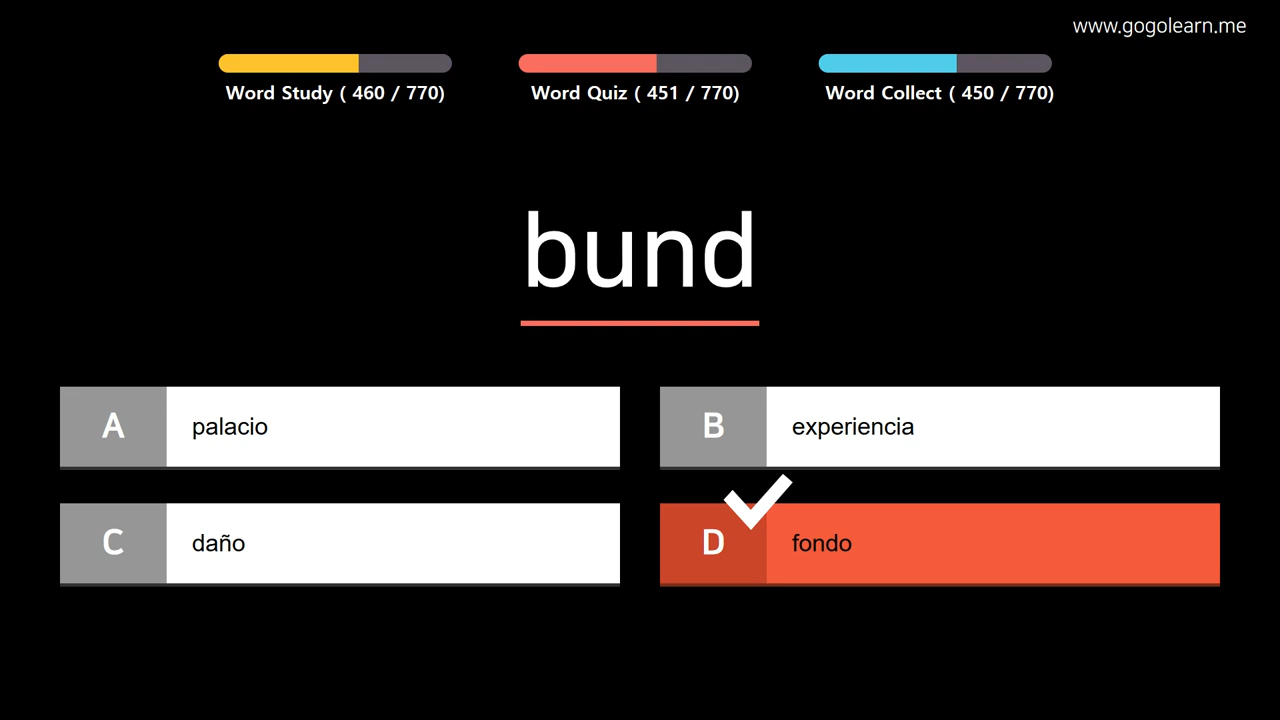 www.gogolearn.me
Word Study ( 460 / 770)
Word Quiz ( 451 / 770)
Word Collect ( 450 / 770)
bund
A palacio
B experiencia
C daño
D fondo